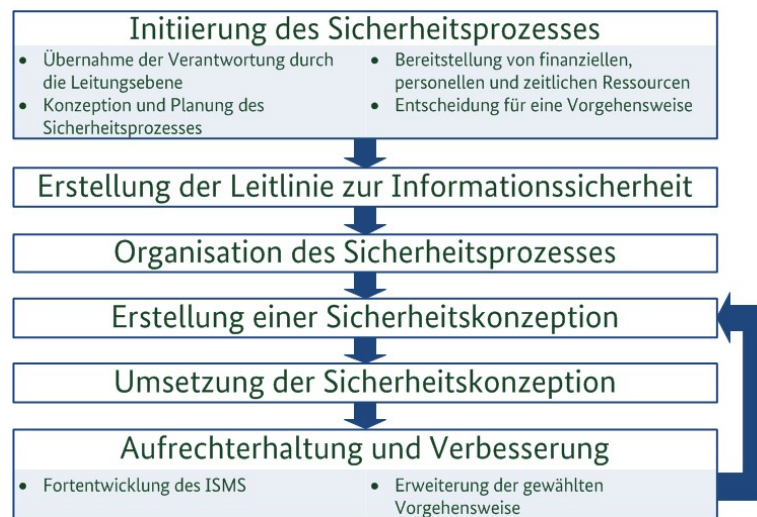 Initiierung des Sicherheitsprozesses
• Übernahme der Verantwortung durch
die Leitungsebene
• Konzeption und Planung des
Sicherheitsprozesses
• Bereitstellung von finanziellen,
personellen und zeitlichen Ressourcen
• Entscheidung für eine Vorgehensweise
Erstellung der Leitlinie zur Informationssicherheit
Organisation des Sicherheitsprozesses
Erstellung einer Sicherheitskonzeption
Umsetzung der Sicherheitskonzeption
Aufrechterhaltung und Verbesserung
• Fortentwicklung des ISMS
• Erweiterung der gewählten
Vorgehensweise